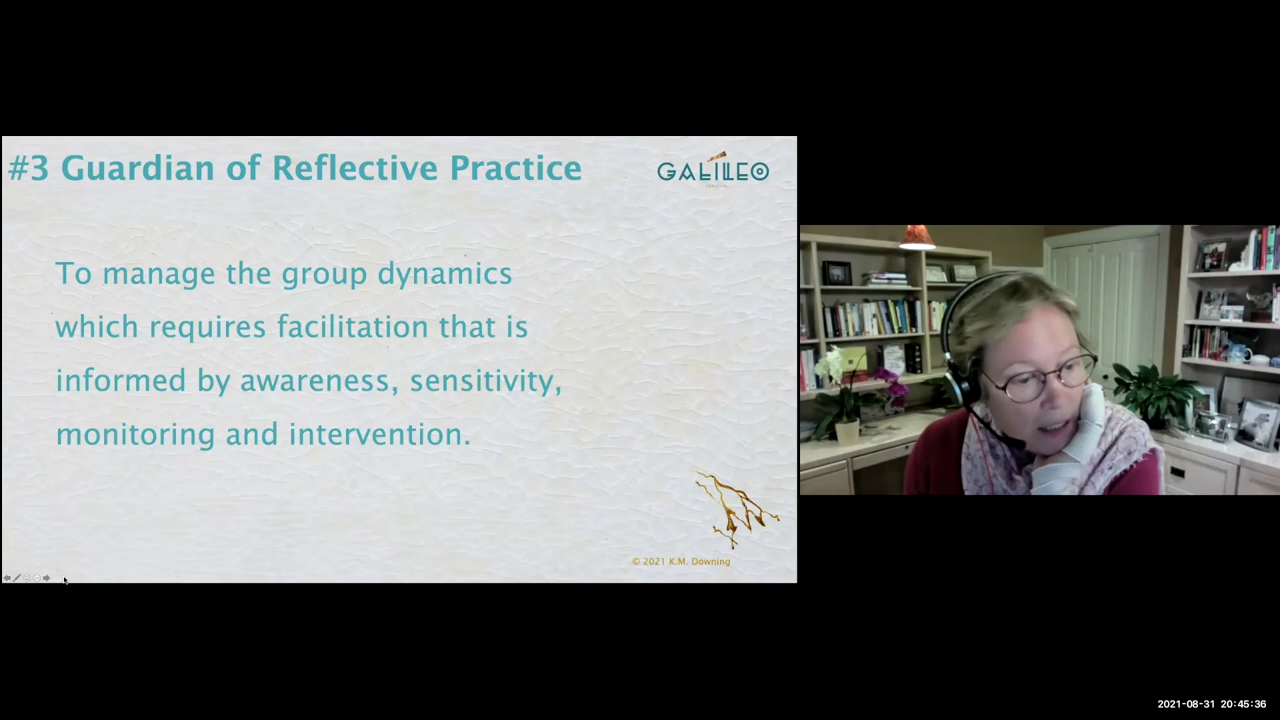 #3 Guardian of Reflective Practice
GALILEO
To manage the group dynamics
which requires facilitation that is
informed by awareness, sensitivity,
monitoring and intervention.
© 2021 K.M. Downing
2021-08-31 20:45:36